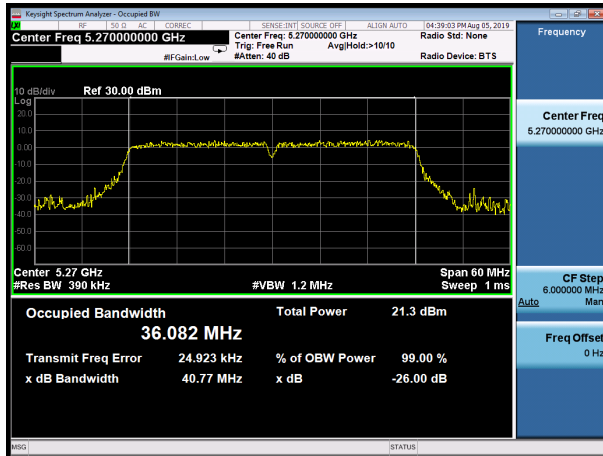 Keysight Spectrum Analyzer - Occupied BW
RF 50 Ω AC CORREC SENSE:INT SOURCE OFF ALIGN AUTO 04:39:03 PM Aug 05, 2019
Center Freq 5.270000000 GHz
Center Freq: 5.270000000 GHz Radio Std: None
Trig: Free Run Avg|Hold:>10/10
#IFGain:Low #Atten: 40 dB Radio Device: BTS
Frequency
10 dB/div Ref 30.00 dBm
Log
20.0
10.0
0.00
-10.0
-20.0
-30.0
-40.0
-50.0
-60.0
Center 5.27 GHz Span 60 MHz
#Res BW 390 kHz #VBW 1.2 MHz Sweep 1 ms
Occupied Bandwidth Total Power 21.3 dBm
36.082 MHz
Transmit Freq Error 24.923 kHz % of OBW Power 99.00 %
x dB Bandwidth 40.77 MHz x dB -26.00 dB
Center Freq
5.270000000 GHz
CF Step
6.000000 MHz
Auto Man
Freq Offset
0 Hz
MSG STATUS